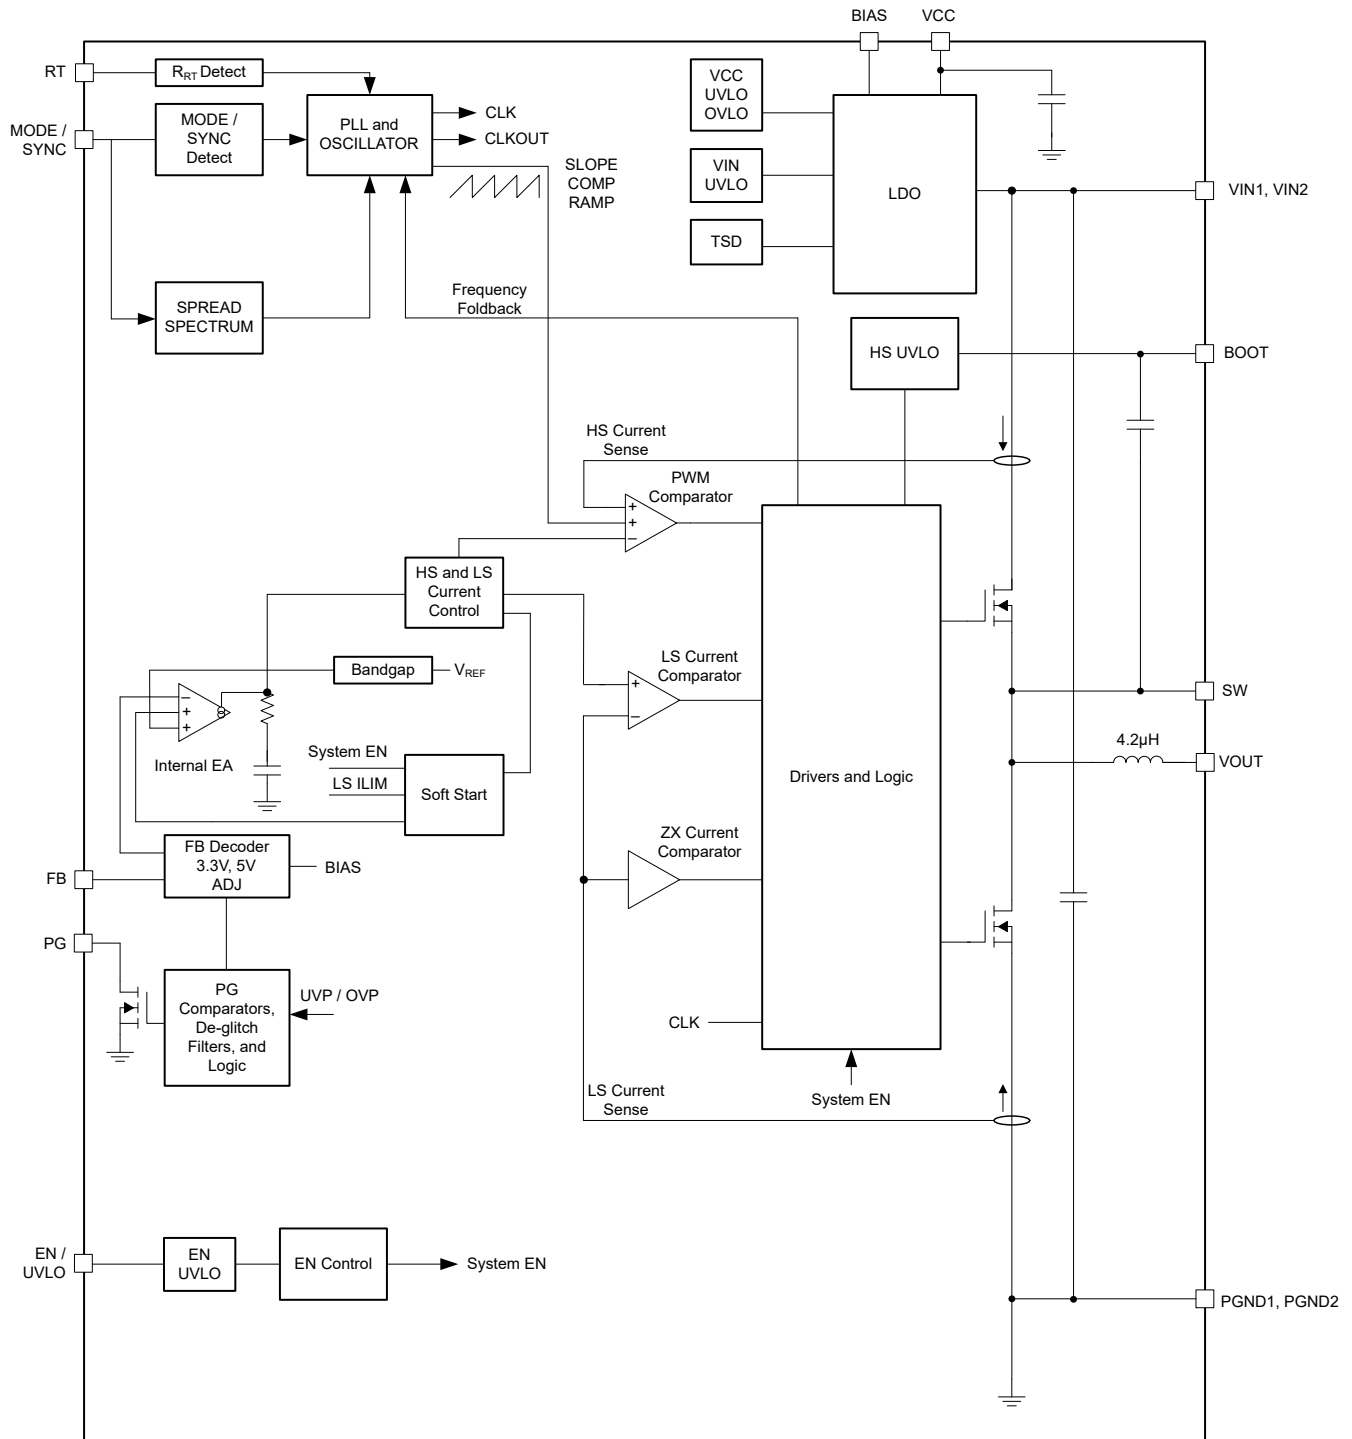 BIAS
VCC
RT
R_RT Detect
MODE /
SYNC
MODE /
SYNC
Detect
PLL and
OSCILLATOR
CLK
CLKOUT
SLOPE
COMP
RAMP
VCC
UVLO
OVLO
VIN
UVLO
TSD
LDO
VIN1, VIN2
SPREAD
SPECTRUM
Frequency
Foldback
HS UVLO
BOOT
HS Current
Sense
PWM
Comparator
+
+
–
HS and LS
Current
Control
Bandgap
V_REF
LS Current
Comparator
+
–
–
+
+
Internal EA
System EN
LS ILIM
Soft Start
SW
4.2µH
VOUT
Drivers and Logic
FB Decoder
3.3V, 5V
ADJ
BIAS
FB
ZX Current
Comparator
PG
PG
Comparators,
De-glitch
Filters, and
Logic
UVP / OVP
CLK
System EN
LS Current
Sense
EN /
UVLO
EN
UVLO
EN Control
System EN
PGND1, PGND2